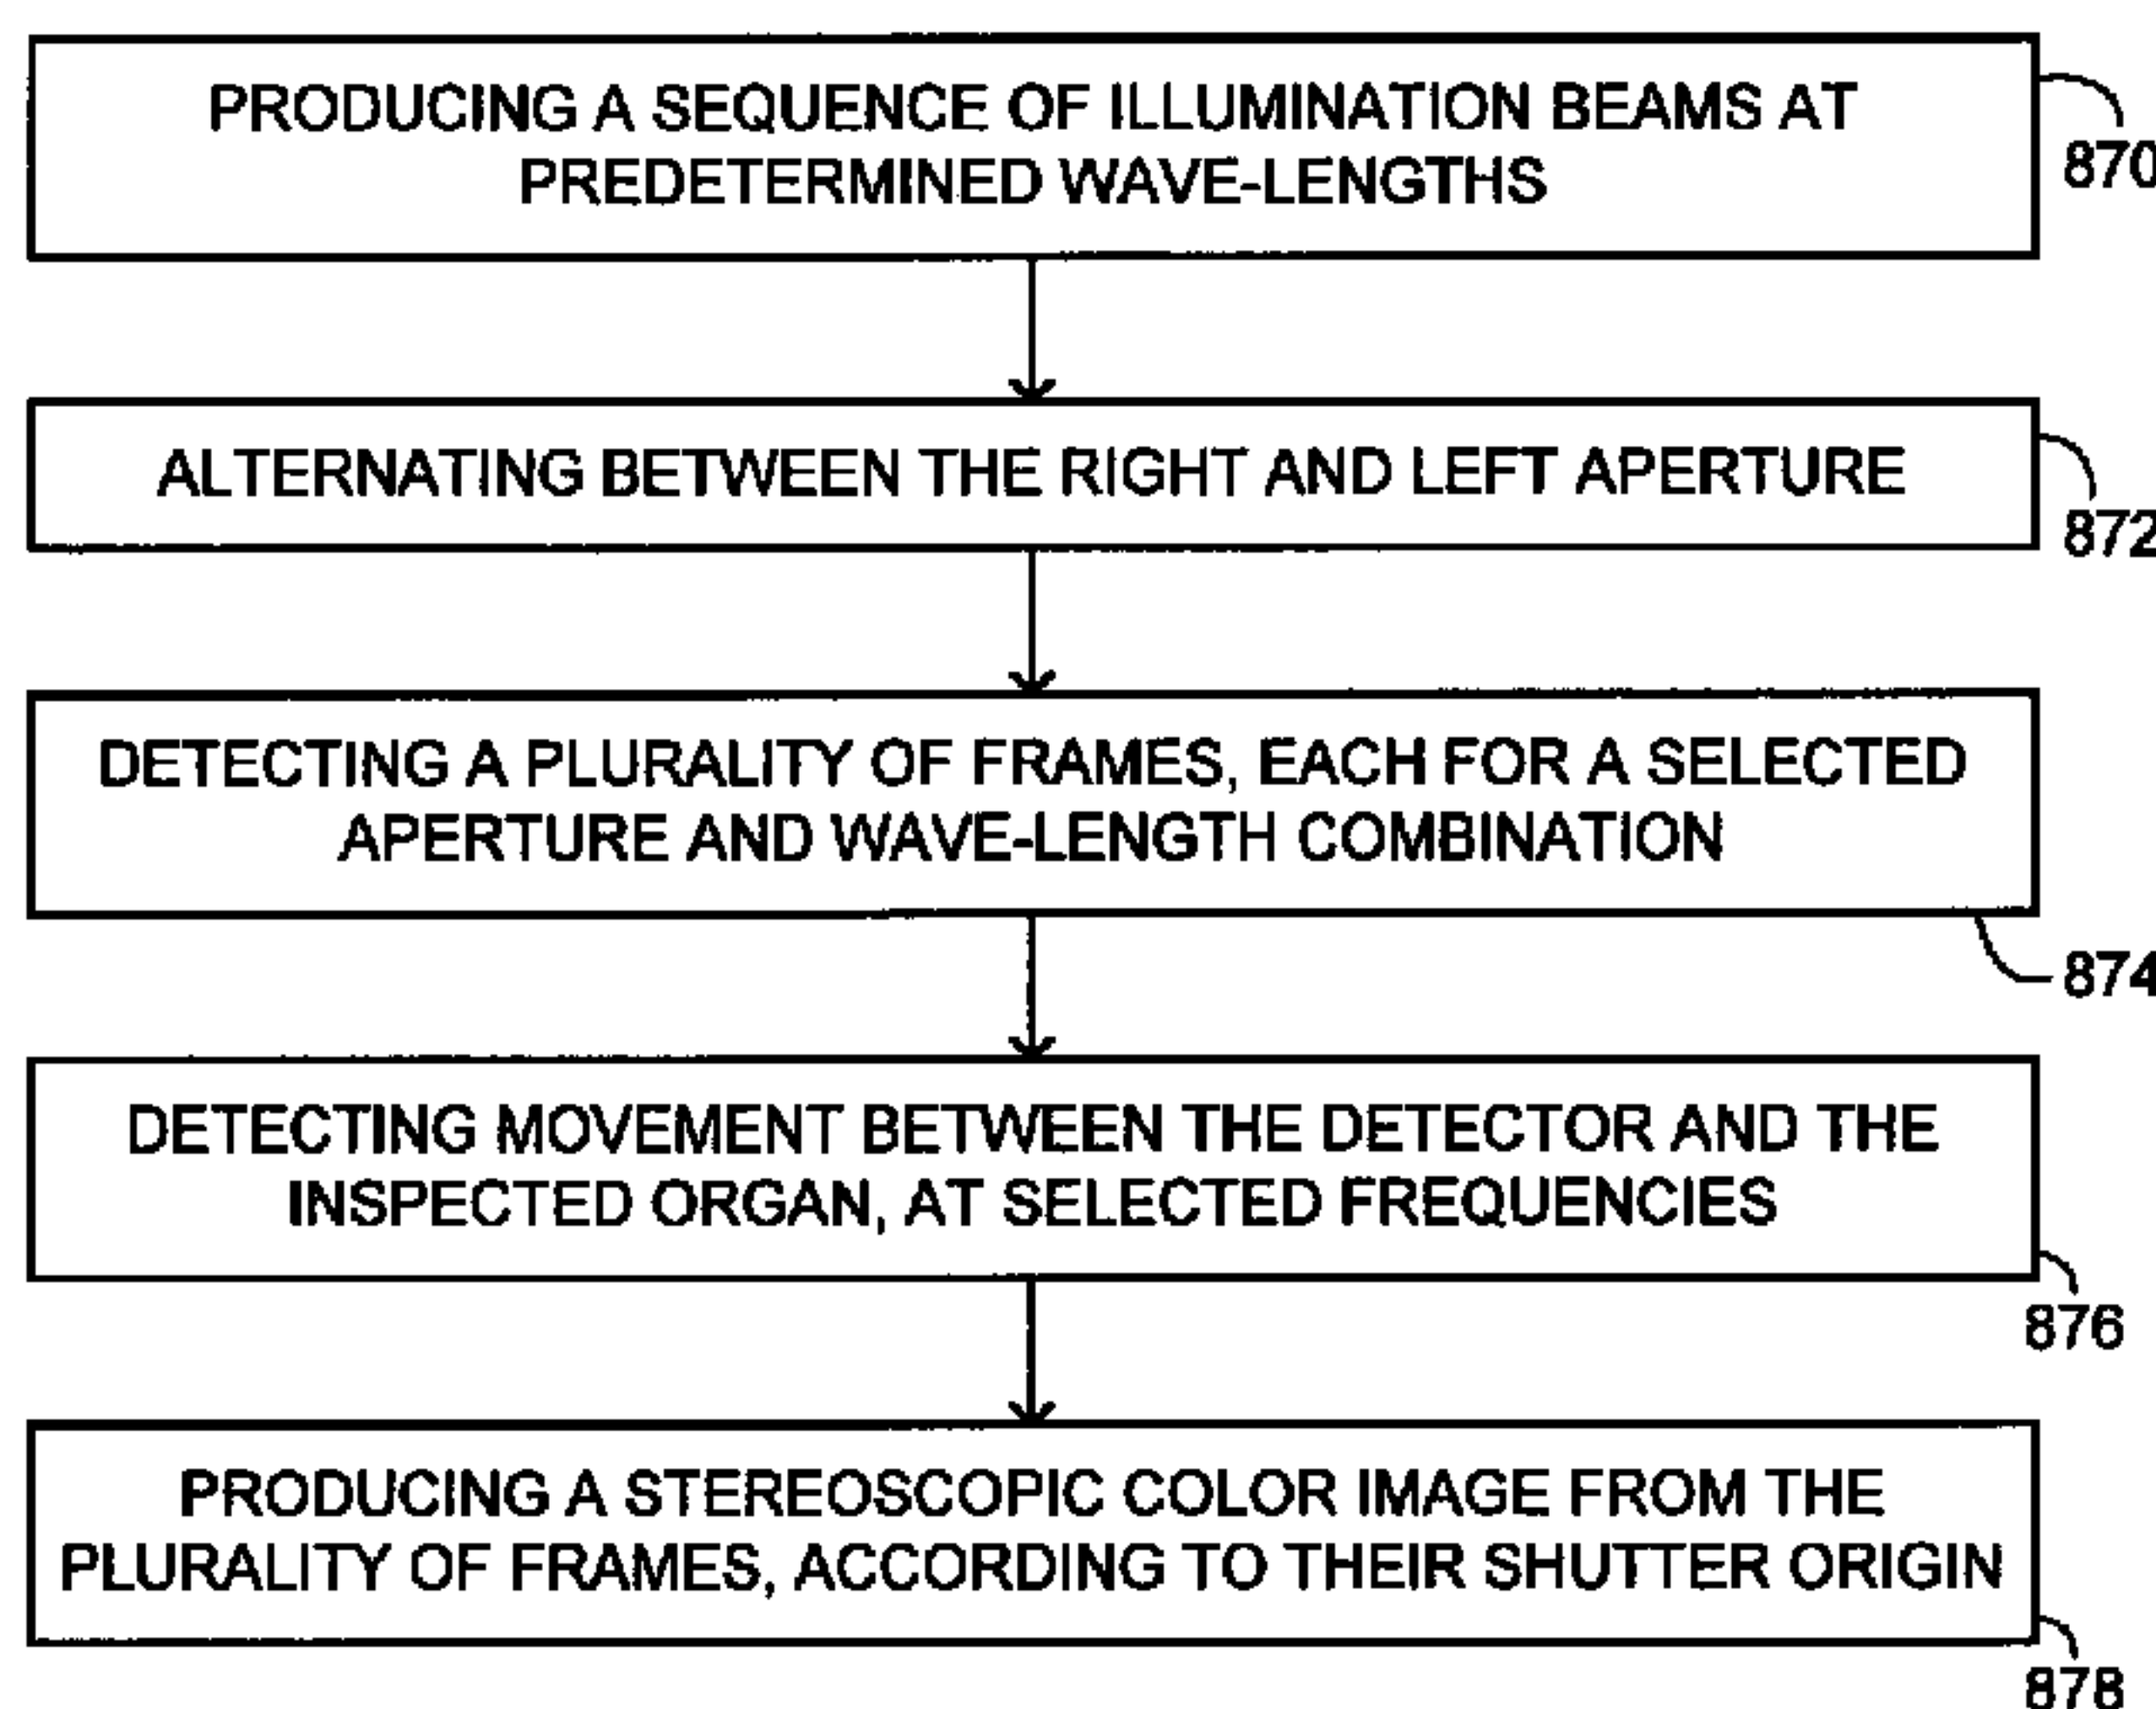 PRODUCING A SEQUENCE OF ILLUMINATION BEAMS AT
PREDETERMINED WAVE-LENGTHS
870
ALTERNATING BETWEEN THE RIGHT AND LEFT APERTURE
872
DETECTING A PLURALITY OF FRAMES, EACH FOR A SELECTED
APERTURE AND WAVE-LENGTH COMBINATION
874
DETECTING MOVEMENT BETWEEN THE DETECTOR AND THE
INSPECTED ORGAN, AT SELECTED FREQUENCIES
876
PRODUCING A STEREOSCOPIC COLOR IMAGE FROM THE
PLURALITY OF FRAMES, ACCORDING TO THEIR SHUTTER ORIGIN
878